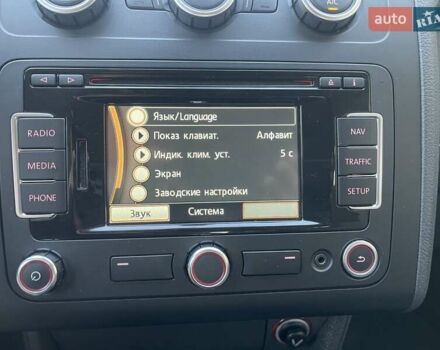 A/C
auto RIA
Язык/Language
Показ клавиат. Алфавит
Индик. клим. уст. 5 с
Экран
Заводские настройки
Звук Система
RADIO
MEDIA
PHONE
NAV
TRAFFIC
SETUP